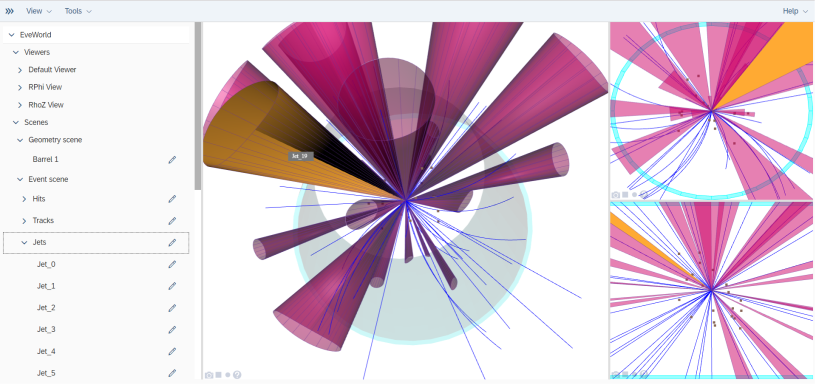 View Tools Help
EveWorld
Viewers
Default Viewer
RPhi View
RhoZ View
Scenes
Geometry scene
Barrel 1
Event scene
Hits
Tracks
Jets
Jet_0
Jet_1
Jet_2
Jet_3
Jet_4
Jet_5
Jet_10